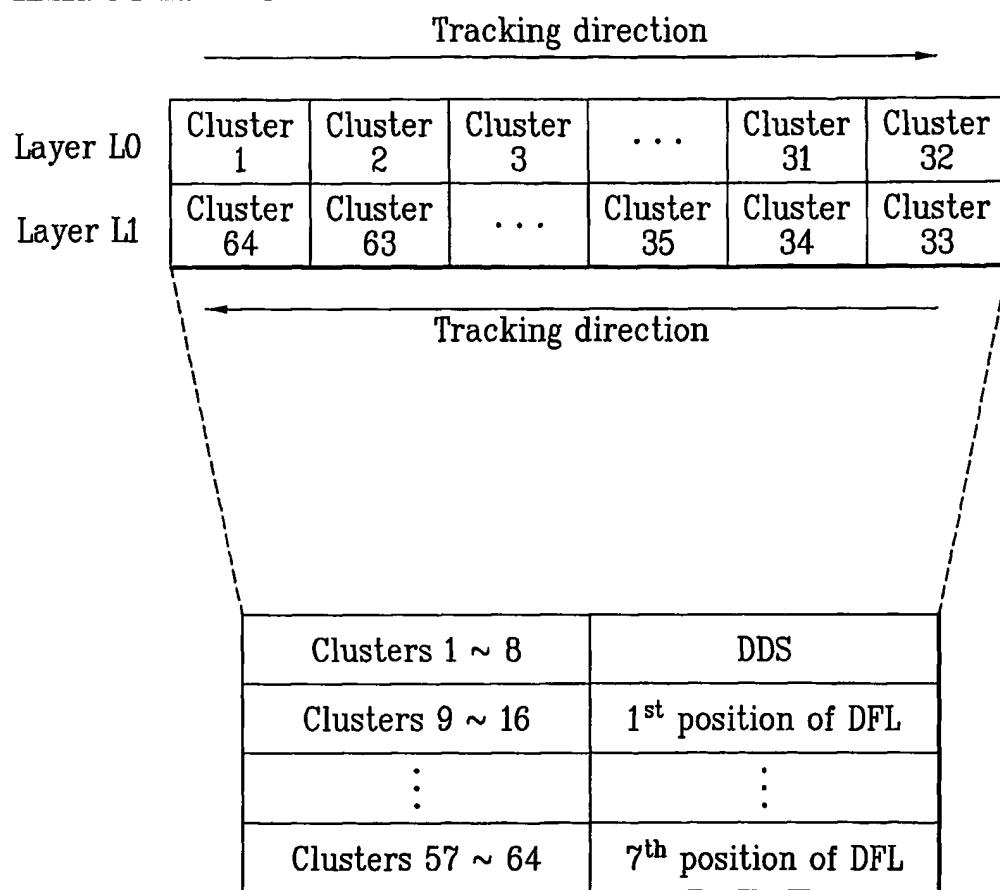 Tracking direction
Layer L0
Cluster 1
Cluster 2
Cluster 3
...
Cluster 31
Cluster 32
Layer L1
Cluster 64
Cluster 63
...
Cluster 35
Cluster 34
Cluster 33
Tracking direction
Clusters 1 ~ 8
DDS
Clusters 9 ~ 16
1st position of DFL
⋮
⋮
Clusters 57 ~ 64
7th position of DFL